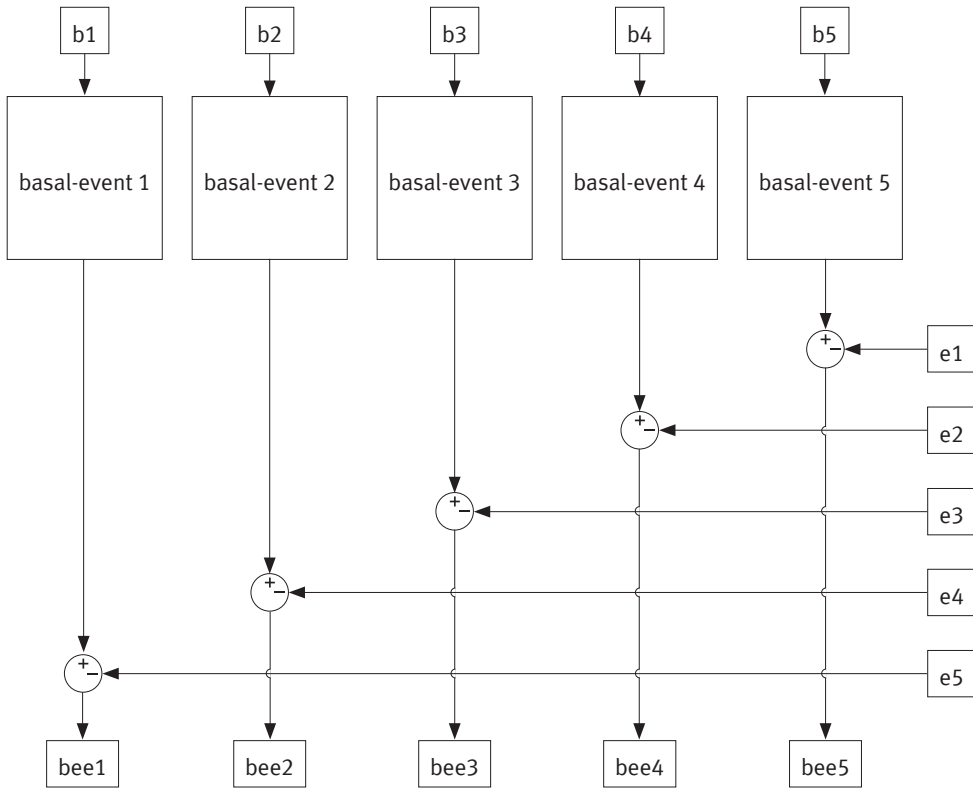 b1 b2 b3 b4 b5
basal-event 1 basal-event 2 basal-event 3 basal-event 4 basal-event 5
+
− e1
+
− e2
+
− e3
+
− e4
+
− e5
bee1 bee2 bee3 bee4 bee5